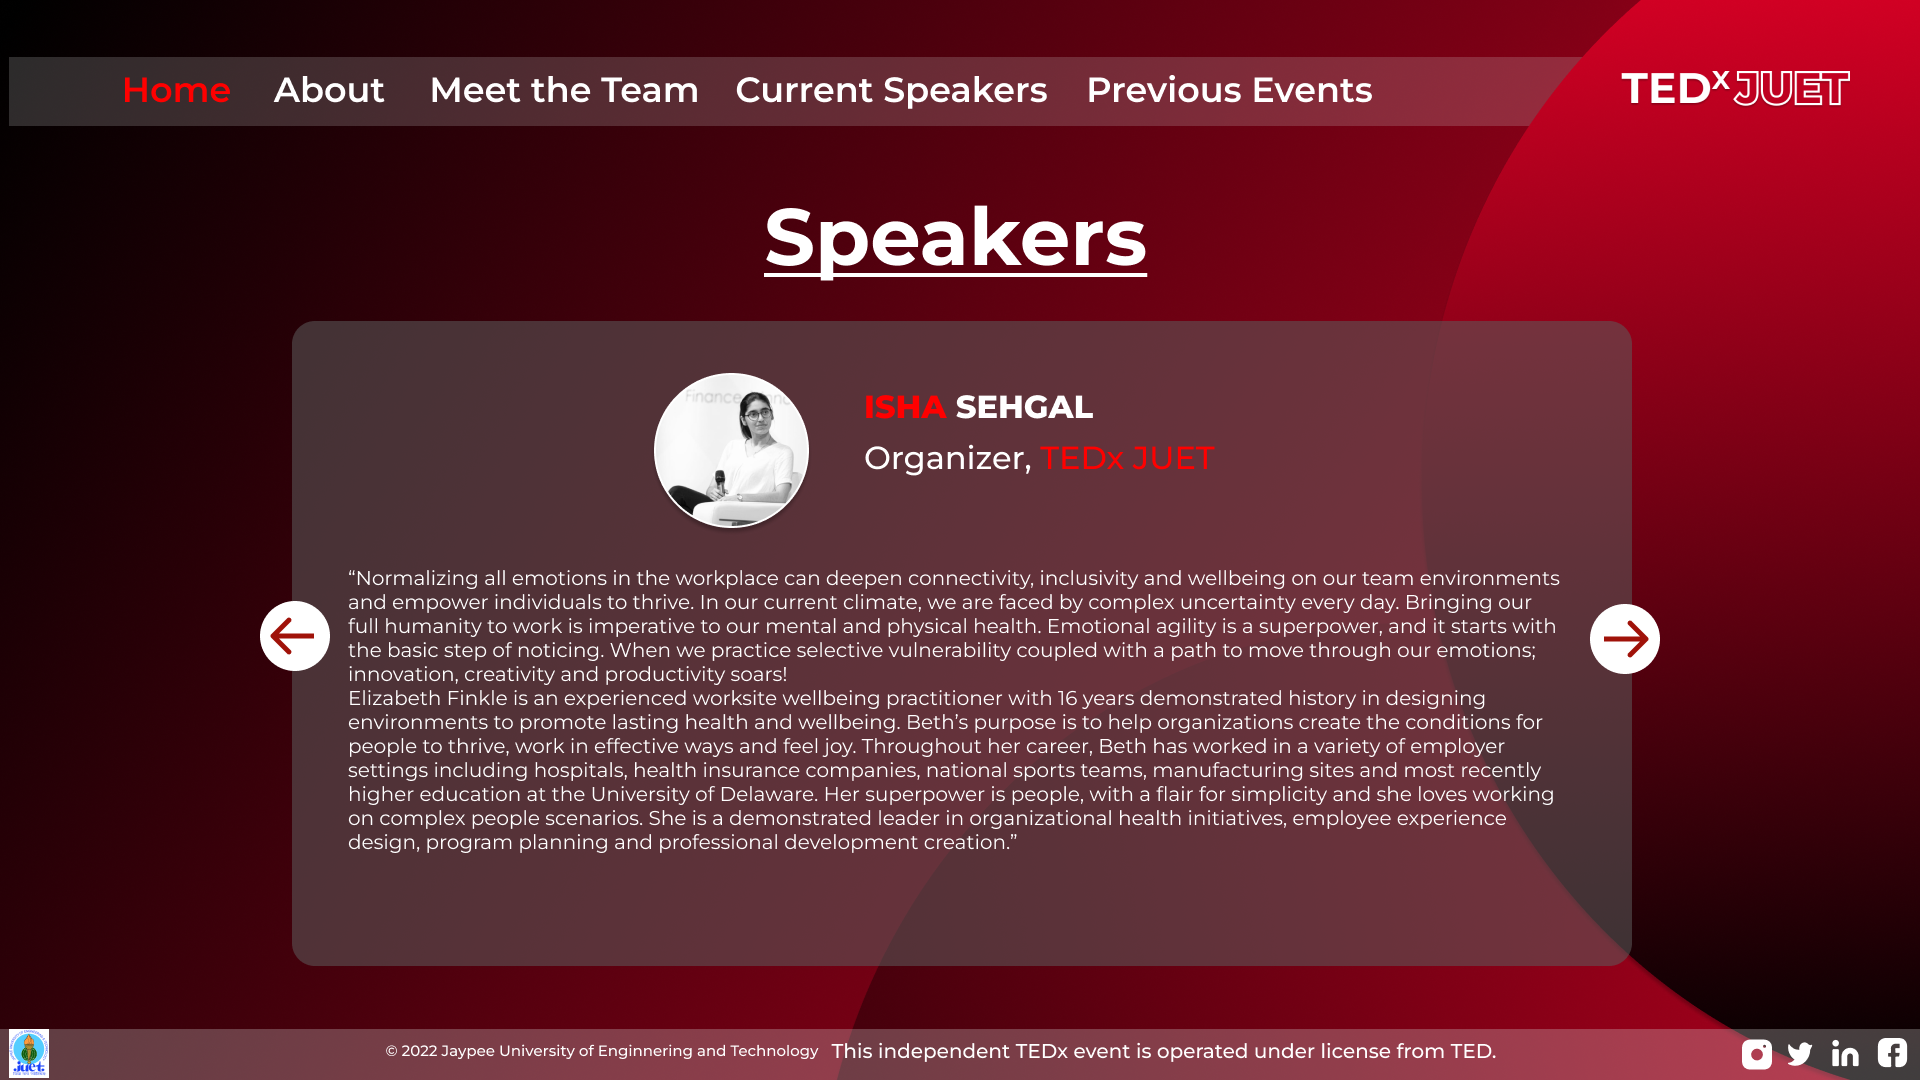 Home About Meet the Team Current Speakers Previous Events
TEDx JUET
Speakers
Finance
ISHA SEHGAL
Organizer, TEDx JUET
“Normalizing all emotions in the workplace can deepen connectivity, inclusivity and wellbeing on our team environments
and empower individuals to thrive. In our current climate, we are faced by complex uncertainty every day. Bringing our
full humanity to work is imperative to our mental and physical health. Emotional agility is a superpower, and it starts with
the basic step of noticing. When we practice selective vulnerability coupled with a path to move through our emotions;
innovation, creativity and productivity soars!
Elizabeth Finkle is an experienced worksite wellbeing practitioner with 16 years demonstrated history in designing
environments to promote lasting health and wellbeing. Beth’s purpose is to help organizations create the conditions for
people to thrive, work in effective ways and feel joy. Throughout her career, Beth has worked in a variety of employer
settings including hospitals, health insurance companies, national sports teams, manufacturing sites and most recently
higher education at the University of Delaware. Her superpower is people, with a flair for simplicity and she loves working
on complex people scenarios. She is a demonstrated leader in organizational health initiatives, employee experience
design, program planning and professional development creation.”
juet
© 2022 Jaypee University of Enginnering and Technology This independent TEDx event is operated under license from TED.